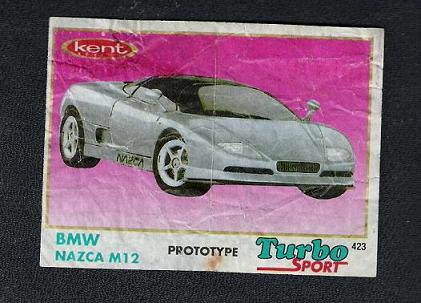 kent
NAZCA
BMW
NAZCA M12
PROTOTYPE
Turbo
SPORT
423